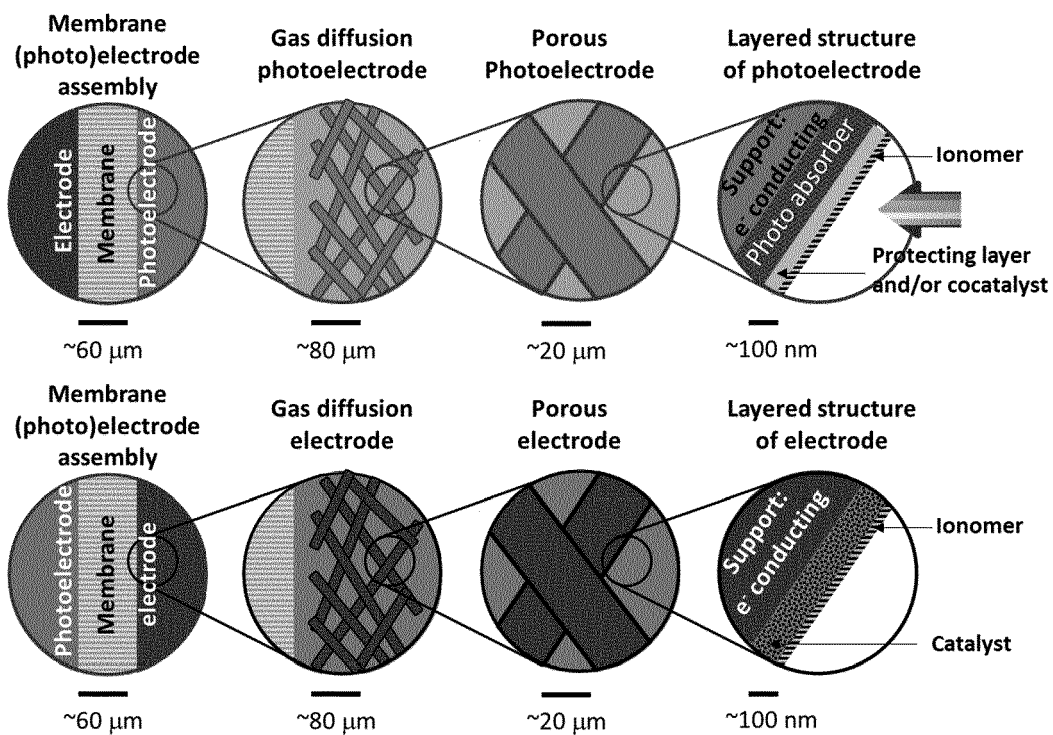 Membrane
(photo)electrode
assembly
Gas diffusion
photoelectrode
Porous
Photoelectrode
Layered structure
of photoelectrode
Electrode
Membrane
Photoelectrode
Support:
e⁻ conducting
Photo absorber
Ionomer
Protecting layer
and/or cocatalyst
~60 μm
~80 μm
~20 μm
~100 nm
Membrane
(photo)electrode
assembly
Gas diffusion
electrode
Porous
electrode
Layered structure
of electrode
Photoelectrode
Membrane
electrode
Support:
e⁻ conducting
Ionomer
Catalyst
~60 μm
~80 μm
~20 μm
~100 nm